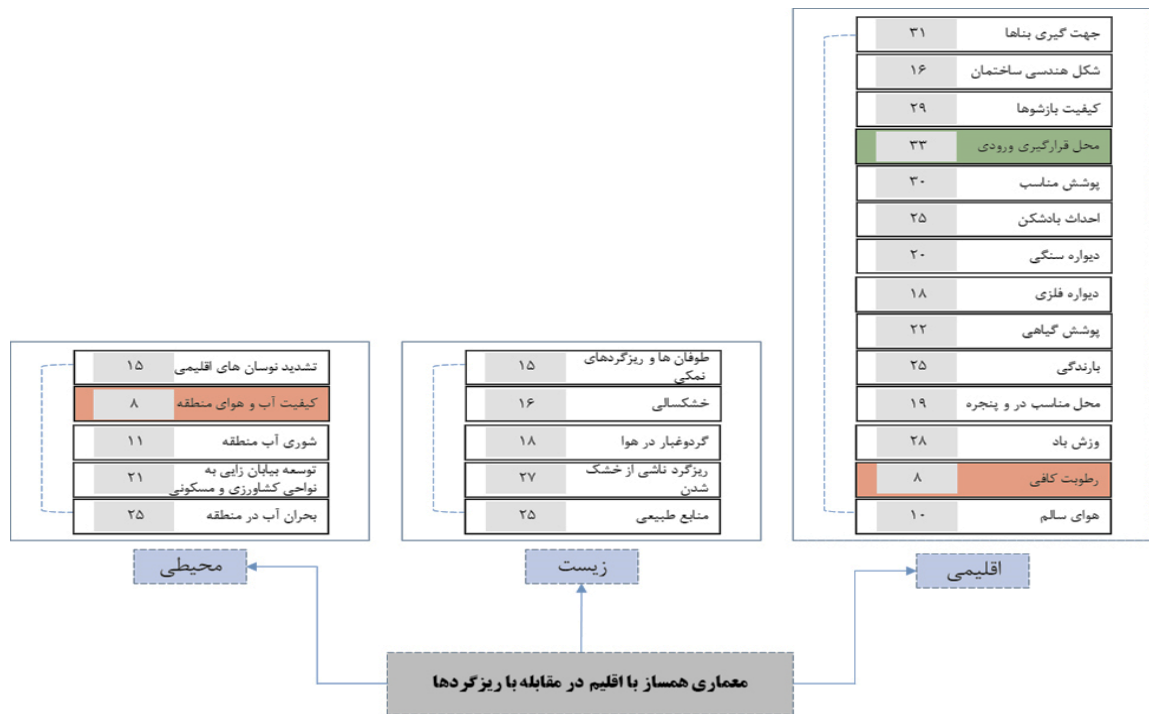 جهت گیری بناها ۳۱
شکل هندسی ساختمان ۱۶
کیفیت بازشوها ۲۹
محل قرارگیری ورودی ۳۳
پوشش مناسب ۳۰
احداث بادشکن ۲۵
دیواره سنگی ۲۰
دیواره فلزی ۱۸
پوشش گیاهی ۲۲
بارندگی ۲۵
محل مناسب در و پنجره ۱۹
وزش باد ۲۸
رطوبت کافی ۸
هوای سالم ۱۰
اقلیمی
طوفان ها و ریزگردهای
نمکی ۱۵
خشکسالی ۱۶
گردوغبار در هوا ۱۸
ریزگرد ناشی از خشک
شدن ۲۷
منابع طبیعی ۲۵
زیست
تشدید نوسان های اقلیمی ۱۵
کیفیت آب و هوای منطقه ۸
شوری آب منطقه ۱۱
توسعه بیابان زایی به
نواحی کشاورزی و مسکونی ۲۱
بحران آب در منطقه ۲۵
محیطی
معماری همساز با اقلیم در مقابله با ریزگردها